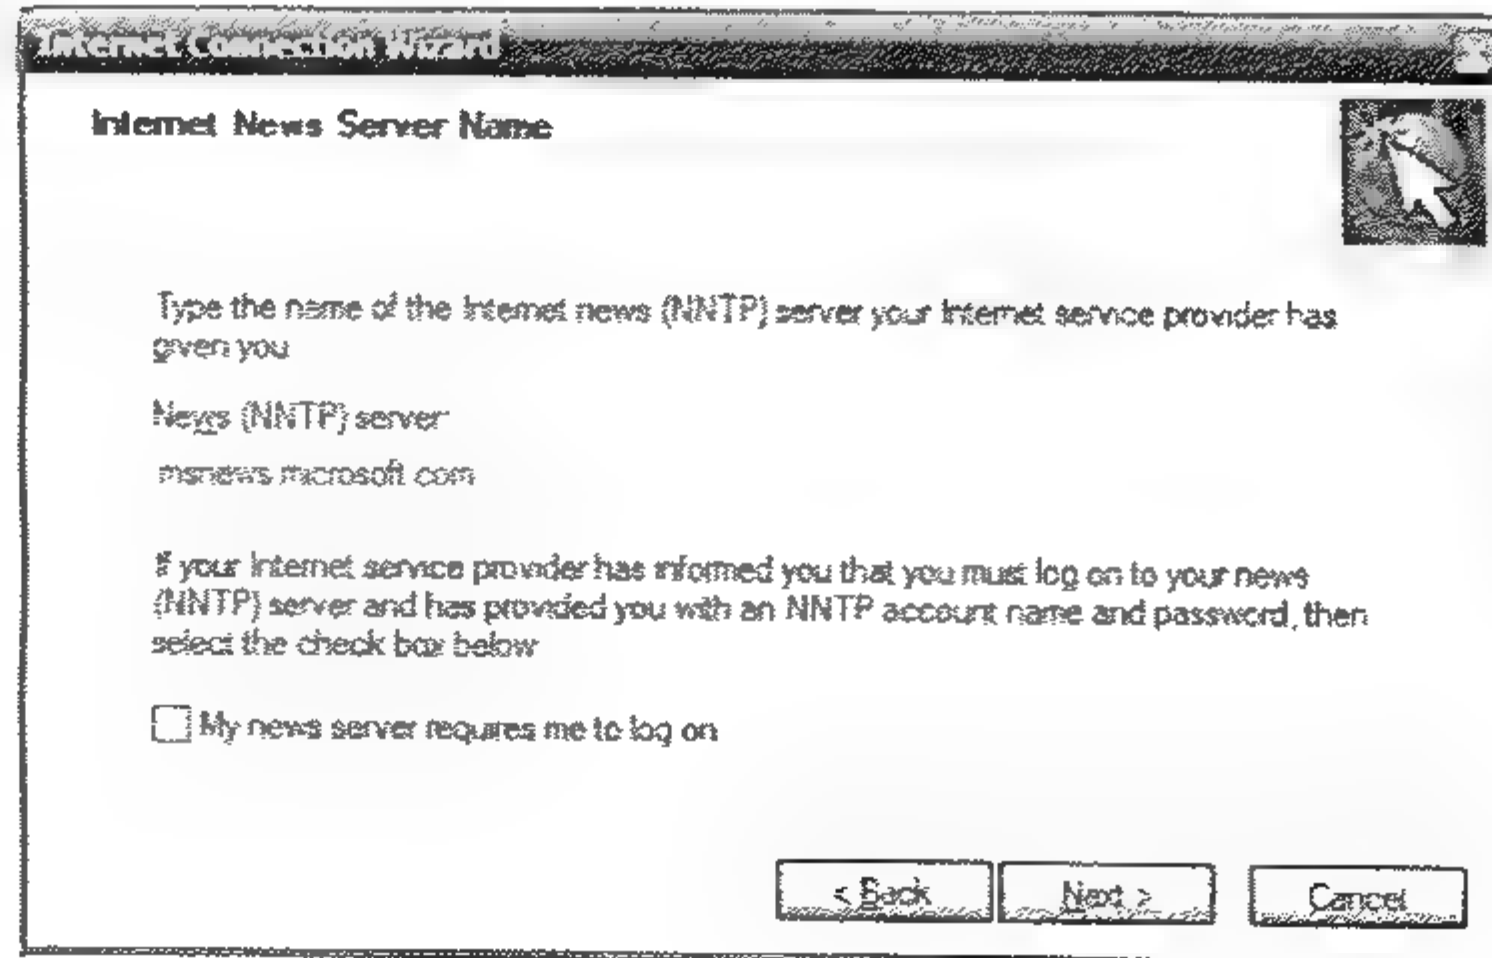 Internet Connection Wizard
Internet News Server Name
Type the name of the Internet news (NNTP) server your Internet service provider has
given you
News (NNTP) server
msnews microsoft com
If your Internet service provider has informed you that you must log on to your news
(NNTP) server and has provided you with an NNTP account name and password, then
select the check box below
My news server requires me to log on
< Back Next > Cancel